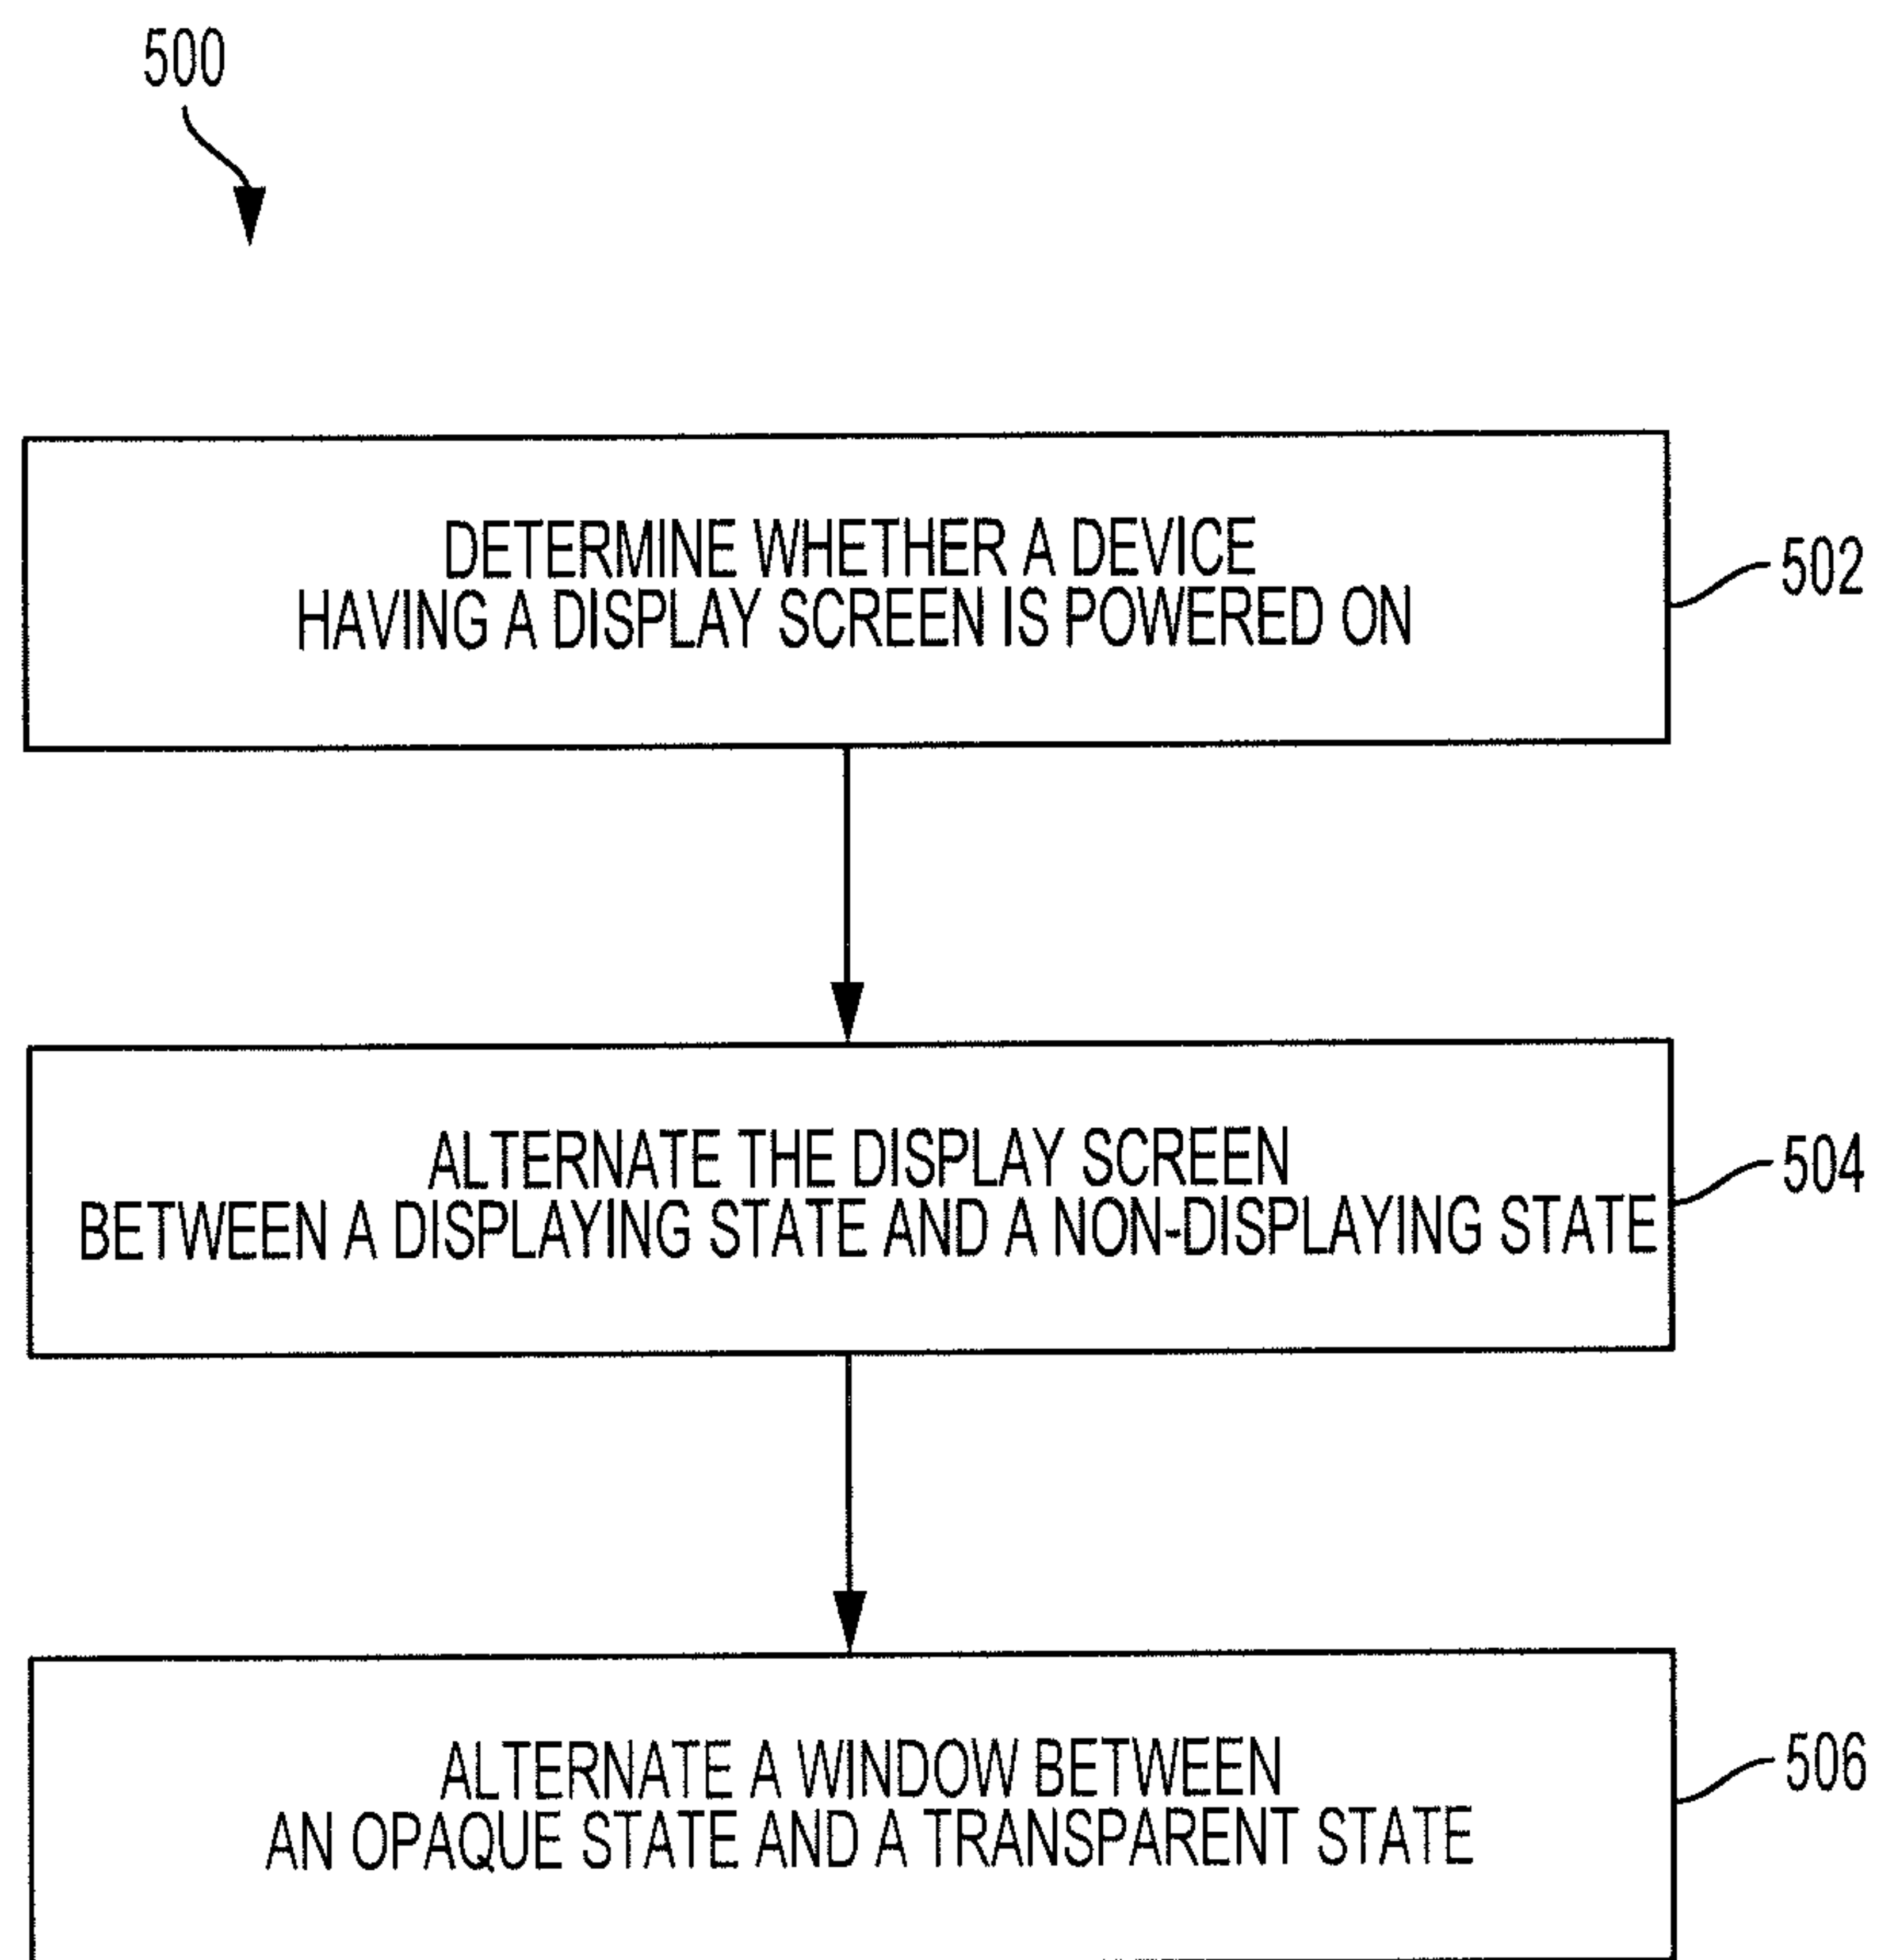 500
DETERMINE WHETHER A DEVICE
HAVING A DISPLAY SCREEN IS POWERED ON
502
ALTERNATE THE DISPLAY SCREEN
BETWEEN A DISPLAYING STATE AND A NON-DISPLAYING STATE
504
ALTERNATE A WINDOW BETWEEN
AN OPAQUE STATE AND A TRANSPARENT STATE
506